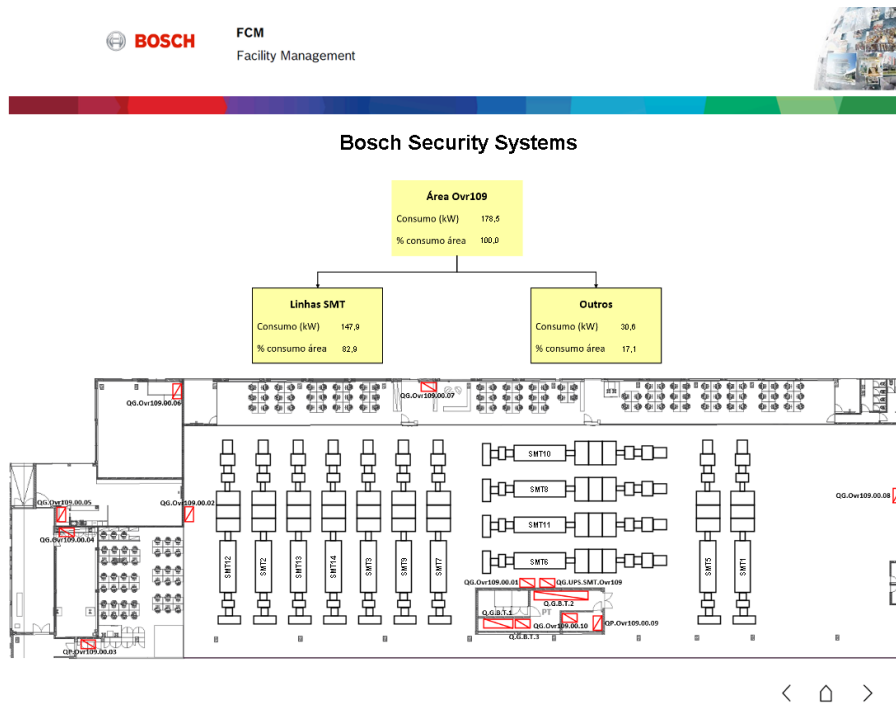 BOSCH
FCM
Facility Management
Bosch Security Systems
Área Ovr109
Consumo (kW) 178,5
% consumo área 100,0
Linhas SMT
Consumo (kW) 147,9
% consumo área 82,9
Outros
Consumo (kW) 30,6
% consumo área 17,1
QG.Ovr109.00.06
QG.Ovr109.00.07
QG.Ovr109.00.05
QG.Ovr109.00.02
QG.Ovr109.00.08
QG.Ovr109.00.04
SMT10
SMT8
SMT11
SMT6
SMT12
SMT2
SMT13
SMT14
SMT3
SMT9
SMT7
SMT5
SMT1
QG.Ovr109.00.01
QG.UPS.SMT.Ovr109
Q.G.B.T.2
Q.G.B.T.1
PT
QG.Ovr109.00.10
QP.Ovr109.00.09
Q.G.B.T.3
QP.Ovr109.00.03